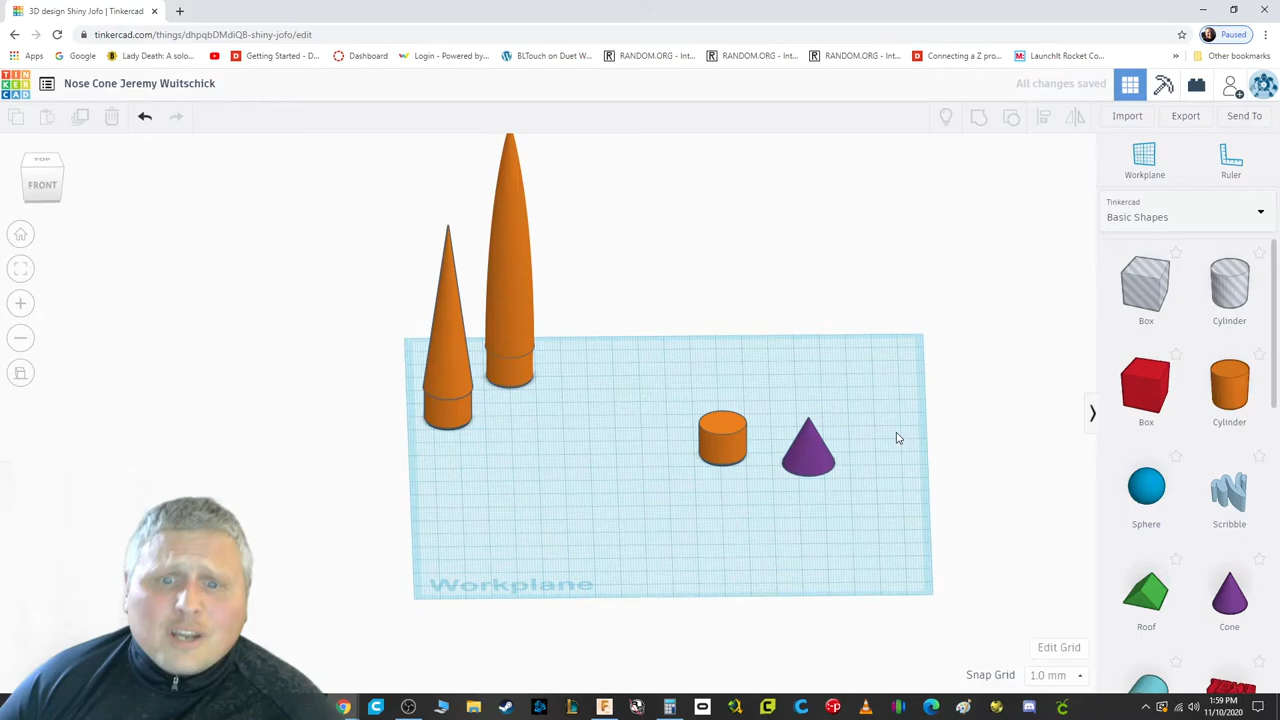 3D design Shiny Jofo | Tinkercad
tinkercad.com/things/dhpqbDMdiQB-shiny-jofo/edit
Paused
Apps
Google
Lady Death: A solo...
Getting Started - D...
Dashboard
Login - Powered by...
BLTouch on Duet W...
RANDOM.ORG - Int...
RANDOM.ORG - Int...
RANDOM.ORG - Int...
Connecting a Z pro...
LaunchIt Rocket Co...
»
Other bookmarks
TIN
KER
CAD
Nose Cone Jeremy Wuitschick
All changes saved
Import
Export
Send To
TOP
FRONT
Workplane
Ruler
Tinkercad
Basic Shapes
Box
Cylinder
Box
Cylinder
Sphere
Scribble
Roof
Cone
Workplane
Edit Grid
Snap Grid
1.0 mm
1:59 PM
11/10/2020